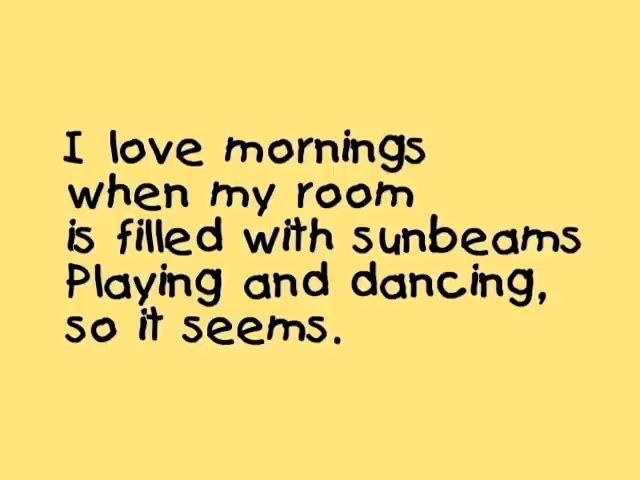 I love mornings
when my room
is filled with sunbeams
Playing and dancing,
so it seems.